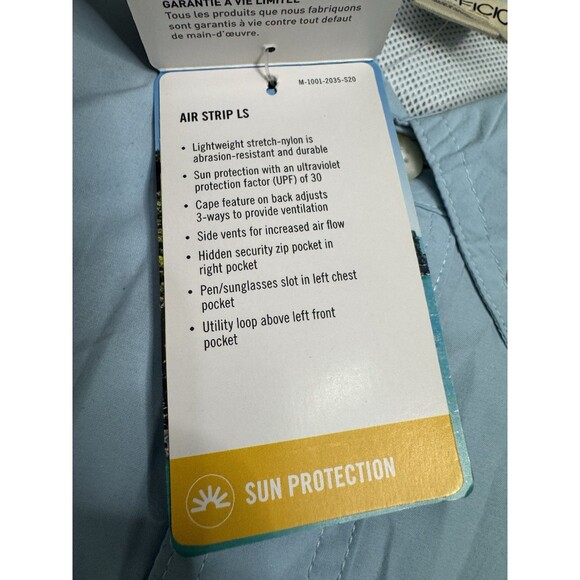 GARANTIE À VIE LIMITÉE
Tous les produits que nous fabriquons
sont garantis à vie contre tout défaut
de main-d'œuvre.
FICIO
M-1001-2035-S20
AIR STRIP LS
• Lightweight stretch-nylon is
abrasion-resistant and durable
• Sun protection with an ultraviolet
protection factor (UPF) of 30
• Cape feature on back adjusts
3-ways to provide ventilation
• Side vents for increased air flow
• Hidden security zip pocket in
right pocket
• Pen/sunglasses slot in left chest
pocket
• Utility loop above left front
pocket
SUN PROTECTION